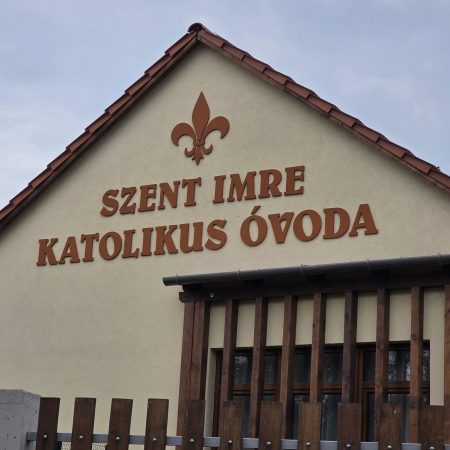 SZENT IMRE
KATOLIKUS ÓVODA